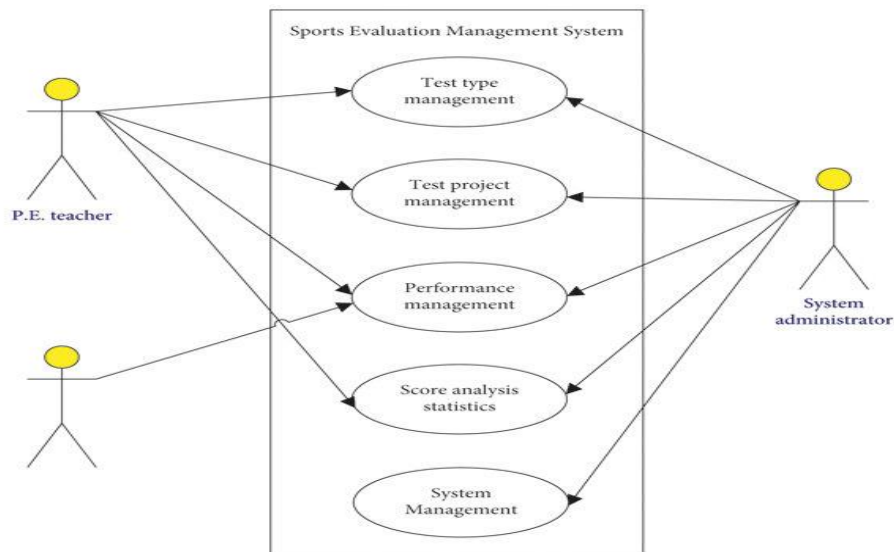 Sports Evaluation Management System
Test type
management
Test project
management
P.E. teacher
Performance
management
System
administrator
Score analysis
statistics
System
Management